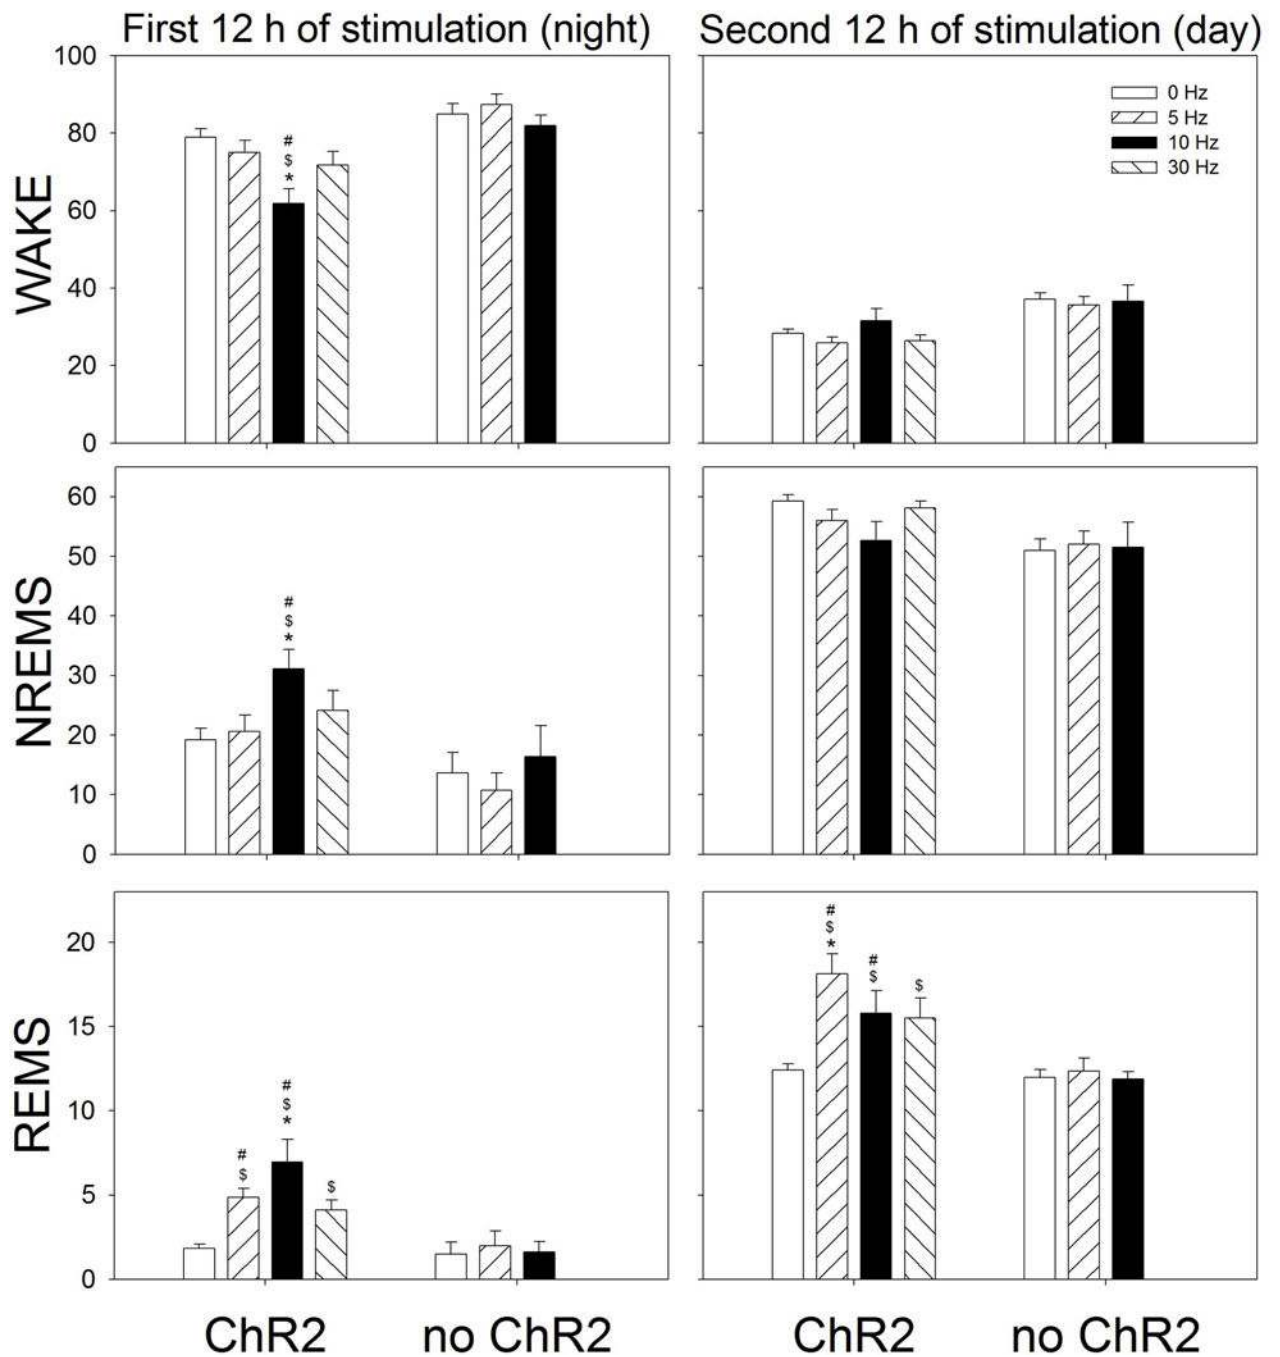 First 12 h of stimulation (night)
Second 12 h of stimulation (day)
WAKE
100
80
60
40
20
0
#
$
*
0 Hz
5 Hz
10 Hz
30 Hz
NREMS
60
50
40
30
20
10
0
#
$
*
REMS
20
15
10
5
0
#
$
#
$
*
$
#
$
*
#
$
$
ChR2
no ChR2
ChR2
no ChR2